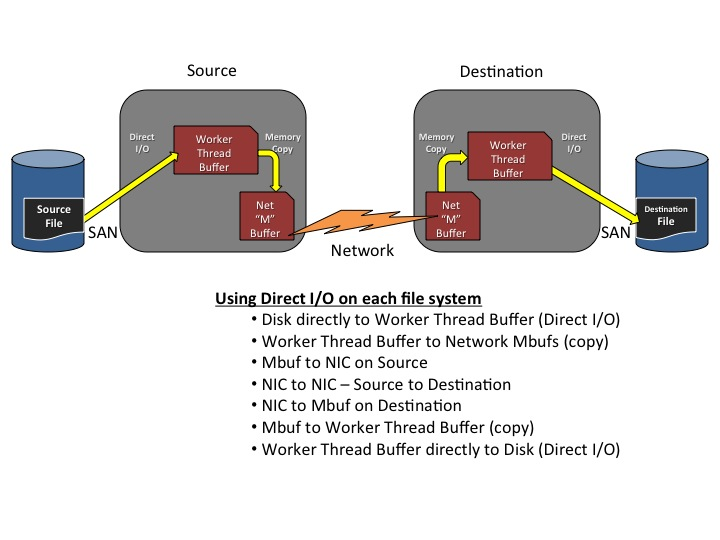 Source
Destination
Direct
I/O
Worker
Thread
Buffer
Memory
Copy
Memory
Copy
Worker
Thread
Buffer
Direct
I/O
Source
File
SAN
Net
“M”
Buffer
Network
Net
“M”
Buffer
SAN
Destination
File
Using Direct I/O on each file system
• Disk directly to Worker Thread Buffer (Direct I/O)
• Worker Thread Buffer to Network Mbufs (copy)
• Mbuf to NIC on Source
• NIC to NIC – Source to Destination
• NIC to Mbuf on Destination
• Mbuf to Worker Thread Buffer (copy)
• Worker Thread Buffer directly to Disk (Direct I/O)